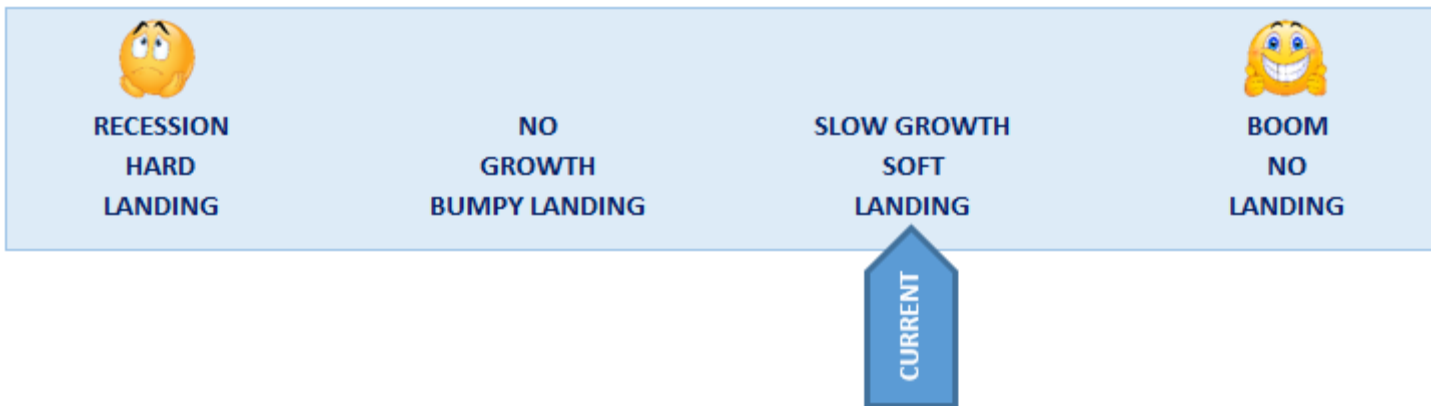 RECESSION
HARD
LANDING
NO
GROWTH
BUMPY LANDING
SLOW GROWTH
SOFT
LANDING
BOOM
NO
LANDING
CURRENT